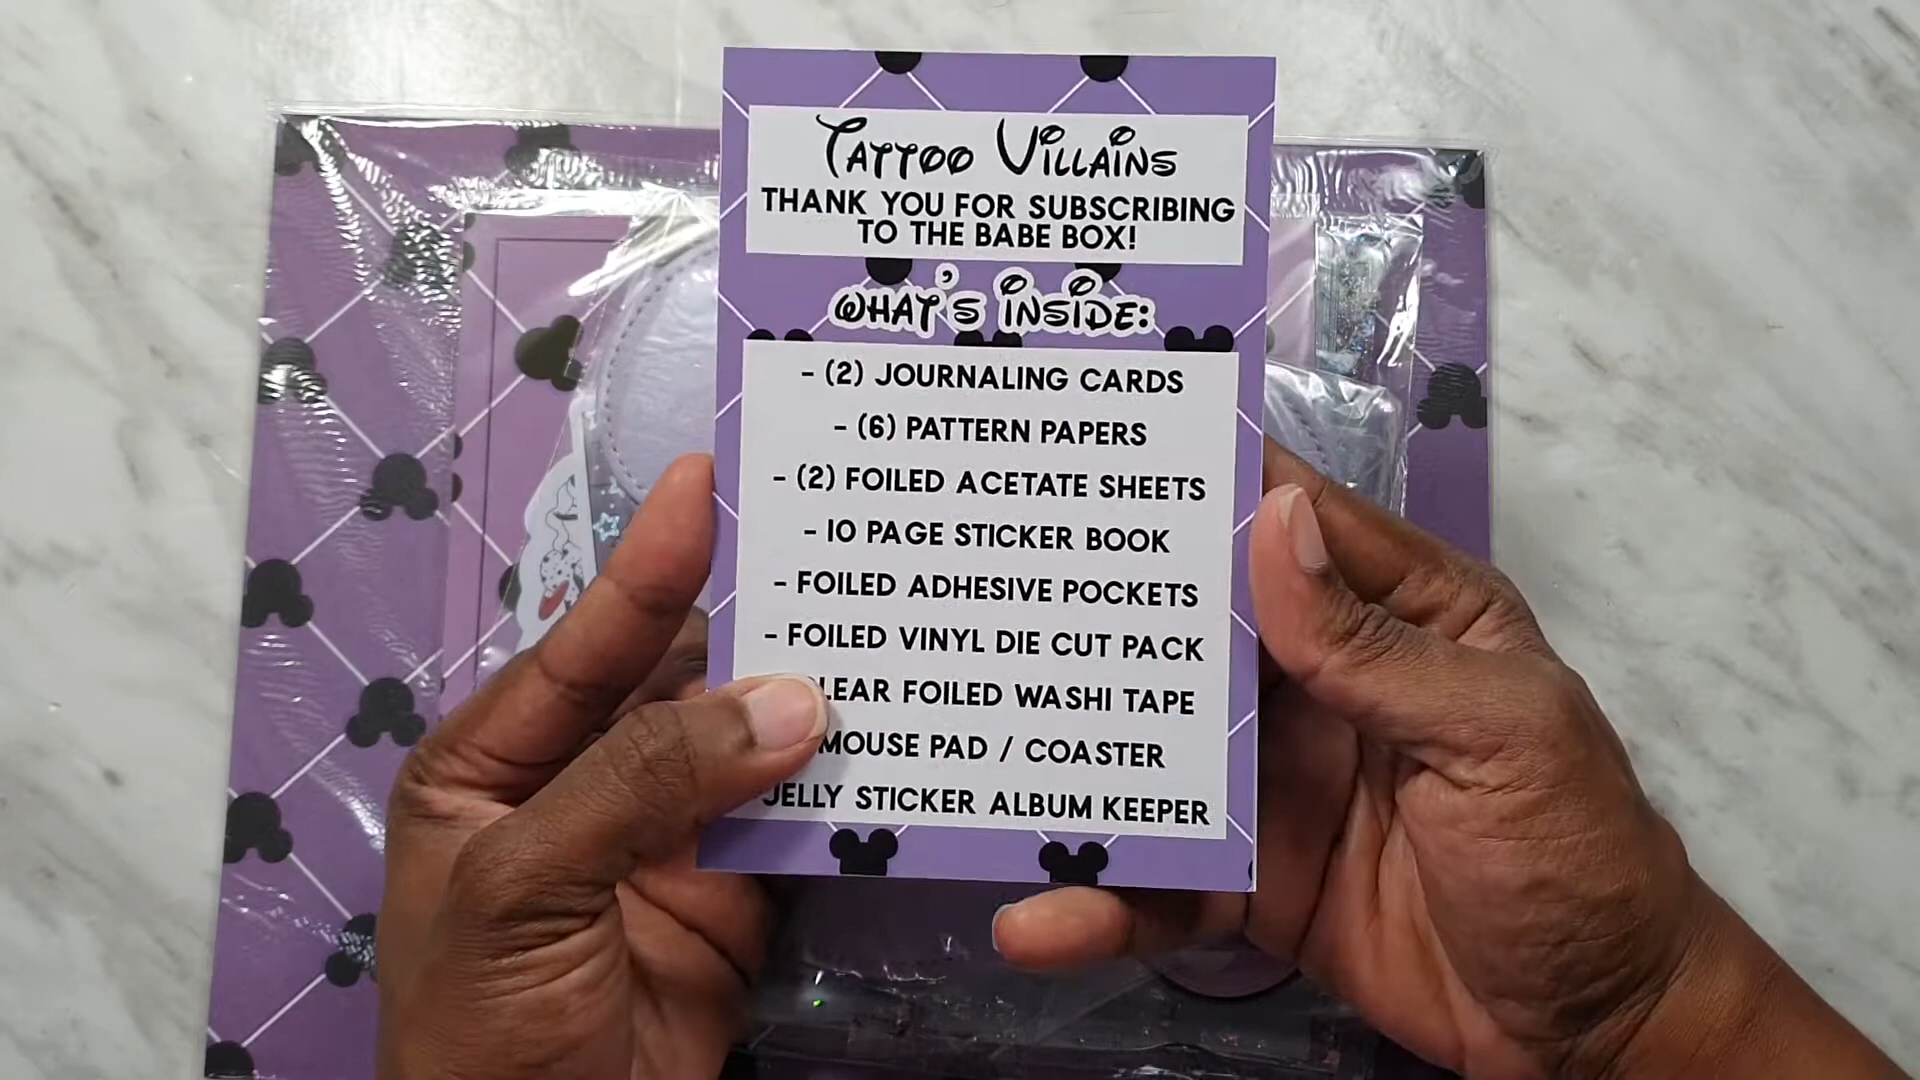 TATTOO VILLAINS
THANK YOU FOR SUBSCRIBING
TO THE BABE BOX!
WHAT'S INSIDE:
- (2) JOURNALING CARDS
- (6) PATTERN PAPERS
- (2) FOILED ACETATE SHEETS
- 10 PAGE STICKER BOOK
- FOILED ADHESIVE POCKETS
- FOILED VINYL DIE CUT PACK
CLEAR FOILED WASHI TAPE
MOUSE PAD / COASTER
JELLY STICKER ALBUM KEEPER